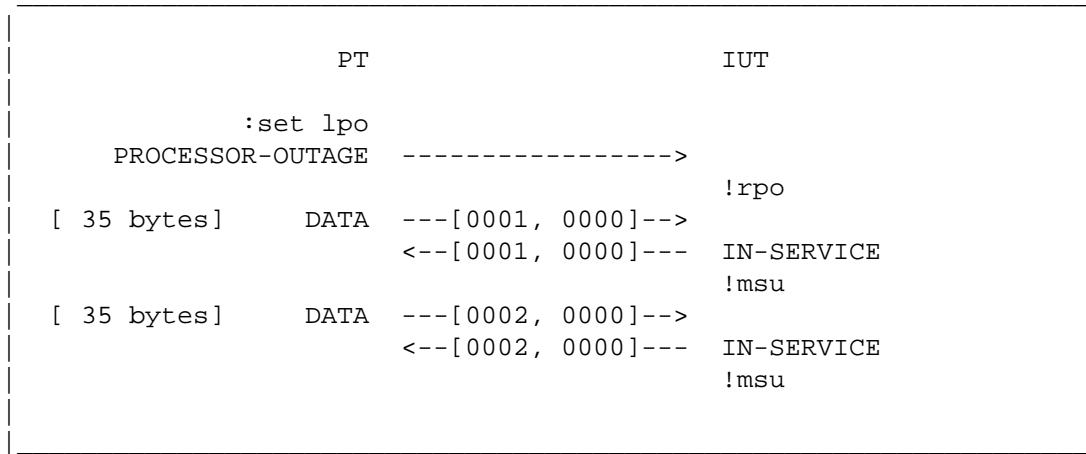 PT IUT
:set lpo
PROCESSOR-OUTAGE ----------------->
!rpo
[ 35 bytes] DATA ---[0001, 0000]-->
<--[0001, 0000]--- IN-SERVICE
!msu
[ 35 bytes] DATA ---[0002, 0000]-->
<--[0002, 0000]--- IN-SERVICE
!msu